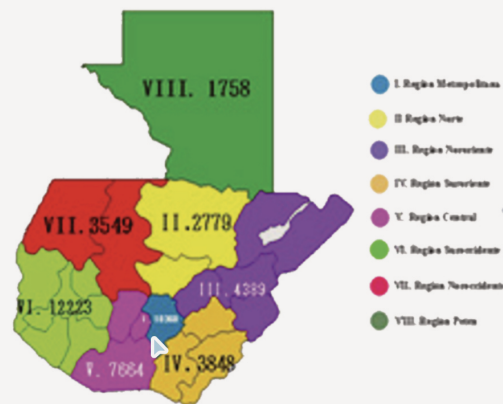 VIII. 1758
VII. 3549
II. 2779
III. 4389
VI. 12223
I.
V. 7664
IV. 3848
I. Region Metropolitana
II Region Norte
III. Region Nororiente
IV. Region Suroriente
V. Region Central
VI. Region Suroccidente
VII. Region Noroccidente
VIII. Region Peten